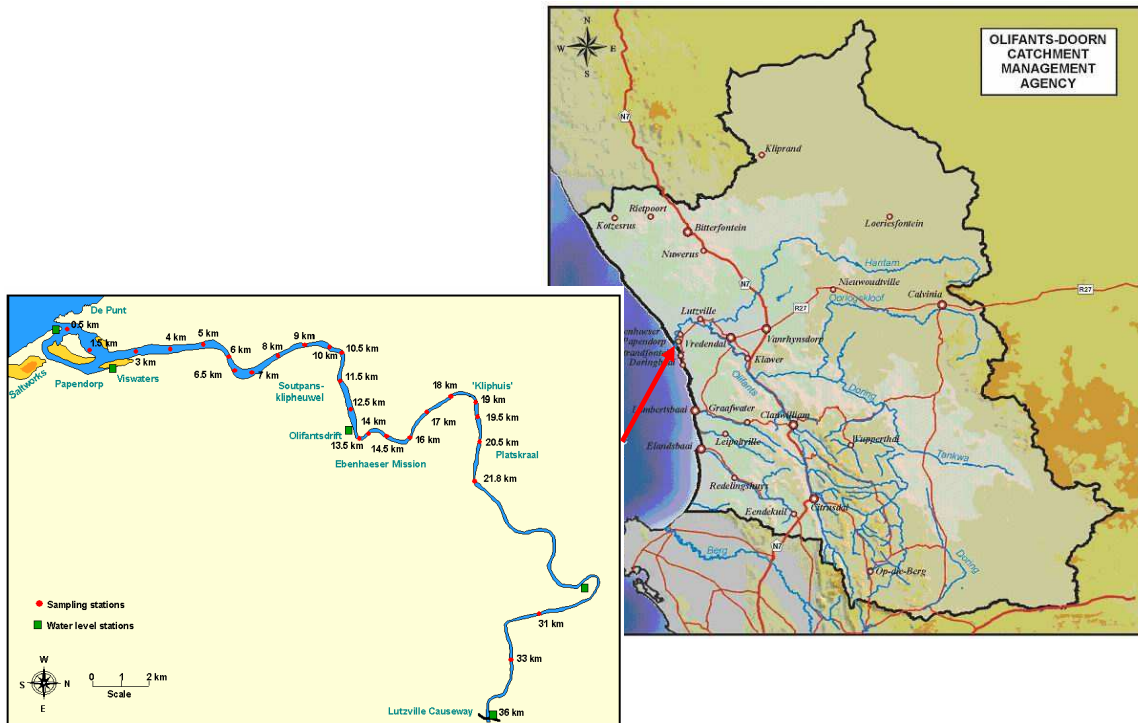 OLIFANTS-DOORN
CATCHMENT
MANAGEMENT
AGENCY
N
W
E
S
N7
Kliprand
Rietpoort
Kotzesrus
Loeriesfontein
Bitterfontein
Nuwerus
Hantam
Nieuwoudtville
N7
R27
Oorlogskloof
Calvinia
R27
Lutzville
Papendorp
Vredendal
Vanrhynsdorp
Klawer
Olifants
Doring
Lambertsbaai
Graafwater
Clanwilliam
Leipoldtville
Wupperthal
Elandsbaai
Tankwa
Redelinghuys
Eendekuil
Citrusdal
N7
Berg
Doring
Op-die-Berg
De Punt
0.5 km
1.5 km
3 km
4 km
5 km
6 km
6.5 km
7 km
8 km
9 km
10 km
10.5 km
Saltworks
Papendorp
Viswaters
Soutpans-
klipheuwel
11.5 km
12.5 km
Olifantsdrift
13.5 km
14 km
14.5 km
16 km
Ebenhaeser Mission
17 km
18 km
'Kliphuis'
19 km
19.5 km
20.5 km
Platskraal
21.8 km
31 km
33 km
36 km
Lutzville Causeway
Sampling stations
Water level stations
W
S
N
E
0 1 2 km
Scale